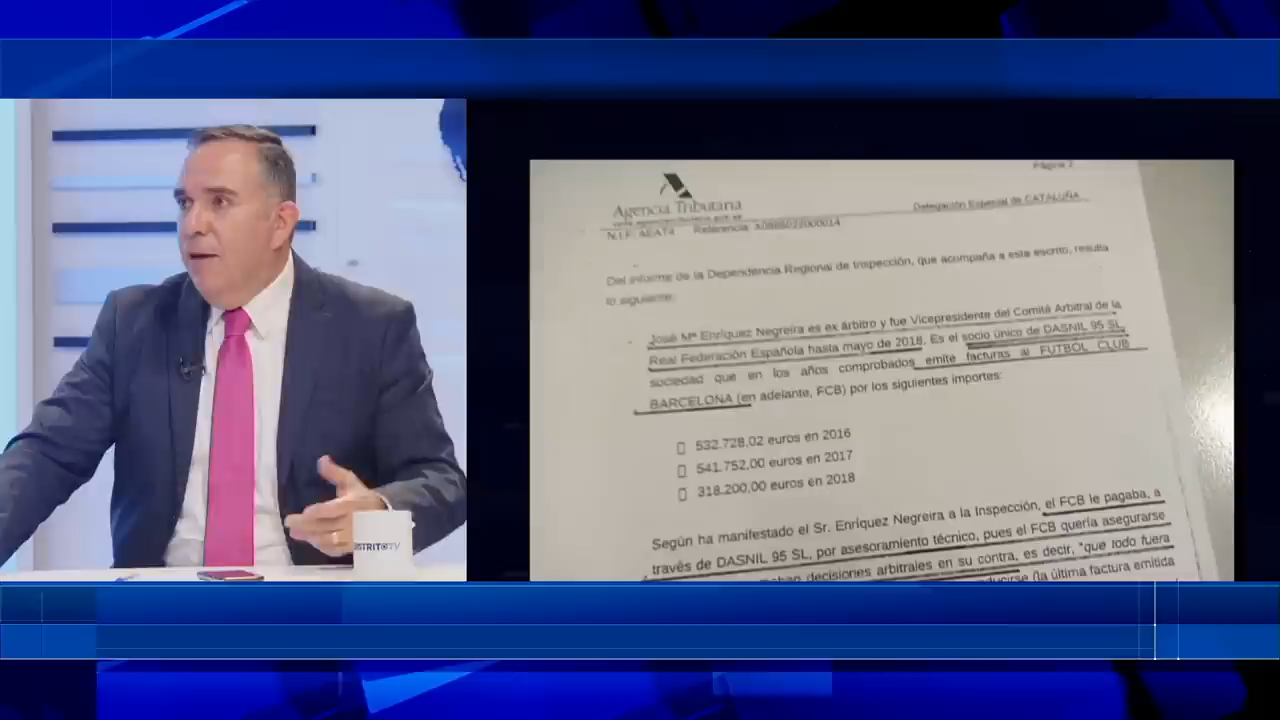 Página 2
Agencia Tributaria
Delegación Especial de CATALUÑA
N.I.F. AEAT4 Referencia:
Del informe de la Dependencia Regional de Inspección, que acompaña a este escrito, resulta
lo siguiente:
José Mª Enríquez Negreira es ex árbitro y fue Vicepresidente del Comité Arbitral de la
Real Federación Española hasta mayo de 2018. Es el socio único de DASNIL 95 SL,
sociedad que en los años comprobados emite facturas al FUTBOL CLUB
BARCELONA (en adelante, FCB) por los siguientes importes:
532.728,02 euros en 2016
541.752,00 euros en 2017
318.200,00 euros en 2018
Según ha manifestado el Sr. Enríquez Negreira a la Inspección, el FCB le pagaba, a
través de DASNIL 95 SL, por asesoramiento técnico, pues el FCB quería asegurarse
decisiones arbitrales en su contra, es decir, "que todo fuera
(la última factura emitida
DISTRITOTV